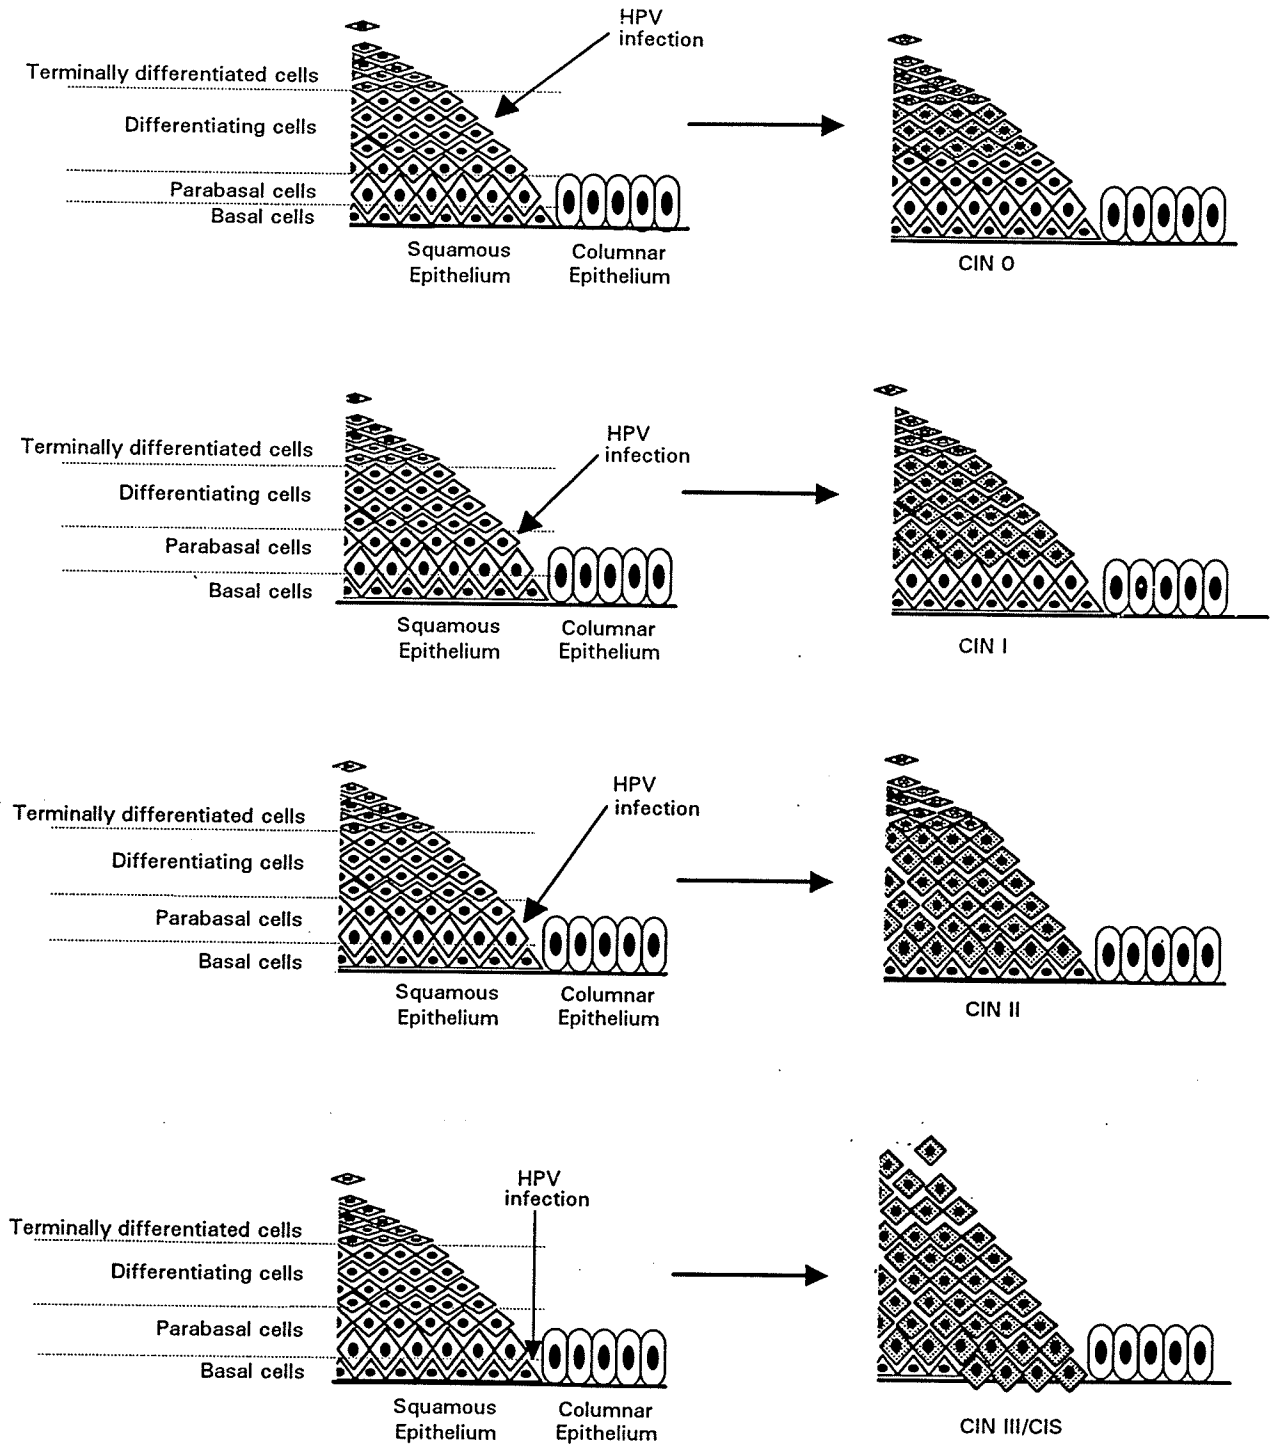 HPV
infection
Terminally differentiated cells
Differentiating cells
Parabasal cells
Basal cells
Squamous
Epithelium
Columnar
Epithelium
CIN 0
HPV
infection
Terminally differentiated cells
Differentiating cells
Parabasal cells
Basal cells
Squamous
Epithelium
Columnar
Epithelium
CIN I
HPV
infection
Terminally differentiated cells
Differentiating cells
Parabasal cells
Basal cells
Squamous
Epithelium
Columnar
Epithelium
CIN II
HPV
infection
Terminally differentiated cells
Differentiating cells
Parabasal cells
Basal cells
Squamous
Epithelium
Columnar
Epithelium
CIN III/CIS